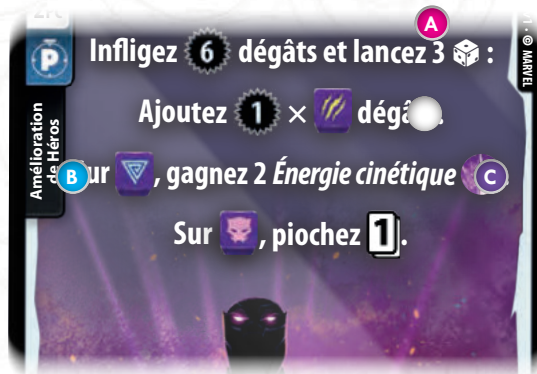 A
Infligez 6 dégâts et lancez 3 :
Ajoutez 1 ×
B ur , gagnez 2 Énergie cinétique C .
Sur , piochez 1 .
P
Amélioration
de Héros
© MARVEL